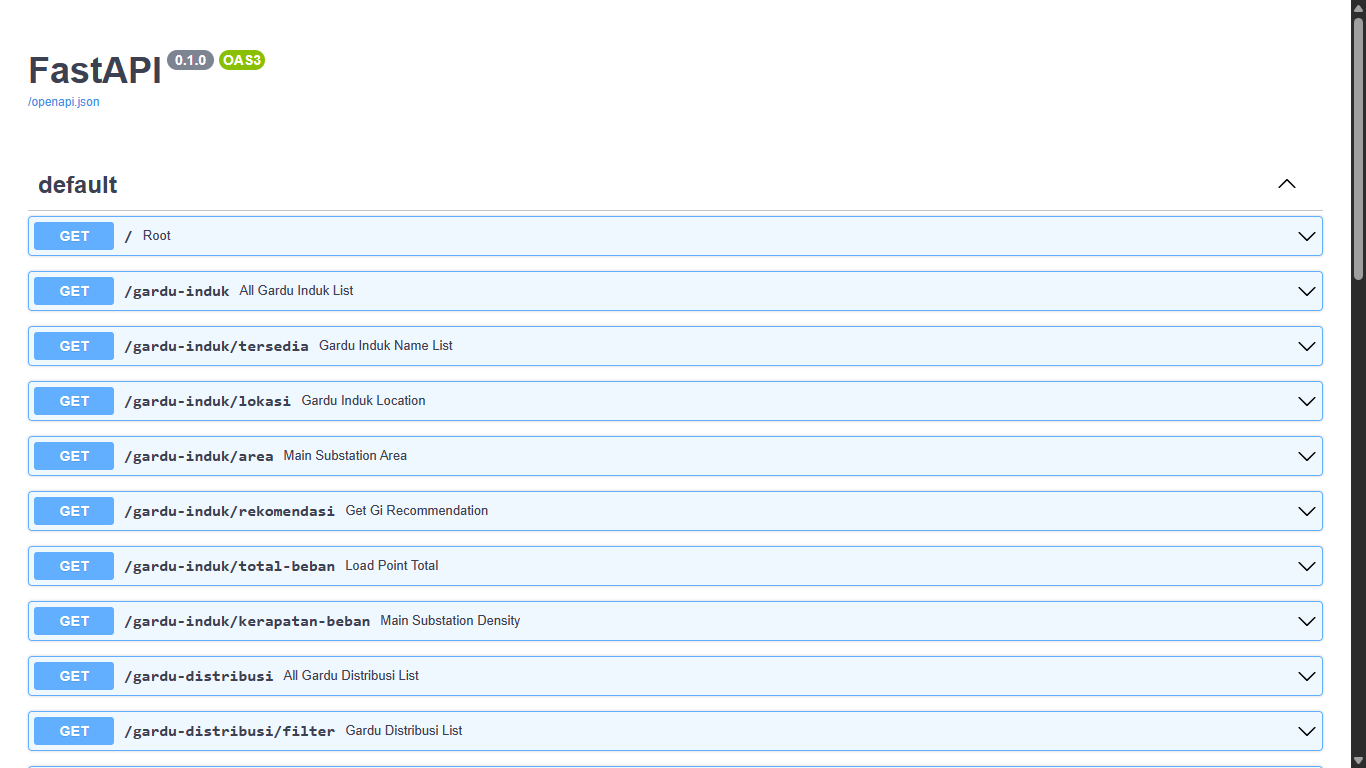 FastAPI 0.1.0 OAS3
/openapi.json
default
GET / Root
GET /gardu-induk All Gardu Induk List
GET /gardu-induk/tersedia Gardu Induk Name List
GET /gardu-induk/lokasi Gardu Induk Location
GET /gardu-induk/area Main Substation Area
GET /gardu-induk/rekomendasi Get Gi Recommendation
GET /gardu-induk/total-beban Load Point Total
GET /gardu-induk/kerapatan-beban Main Substation Density
GET /gardu-distribusi All Gardu Distribusi List
GET /gardu-distribusi/filter Gardu Distribusi List